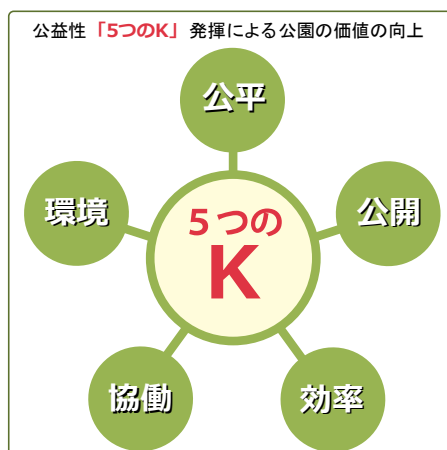 公益性「5つのK」発揮による公園の価値の向上
公平
環境
公開
5つの
K
協働
効率